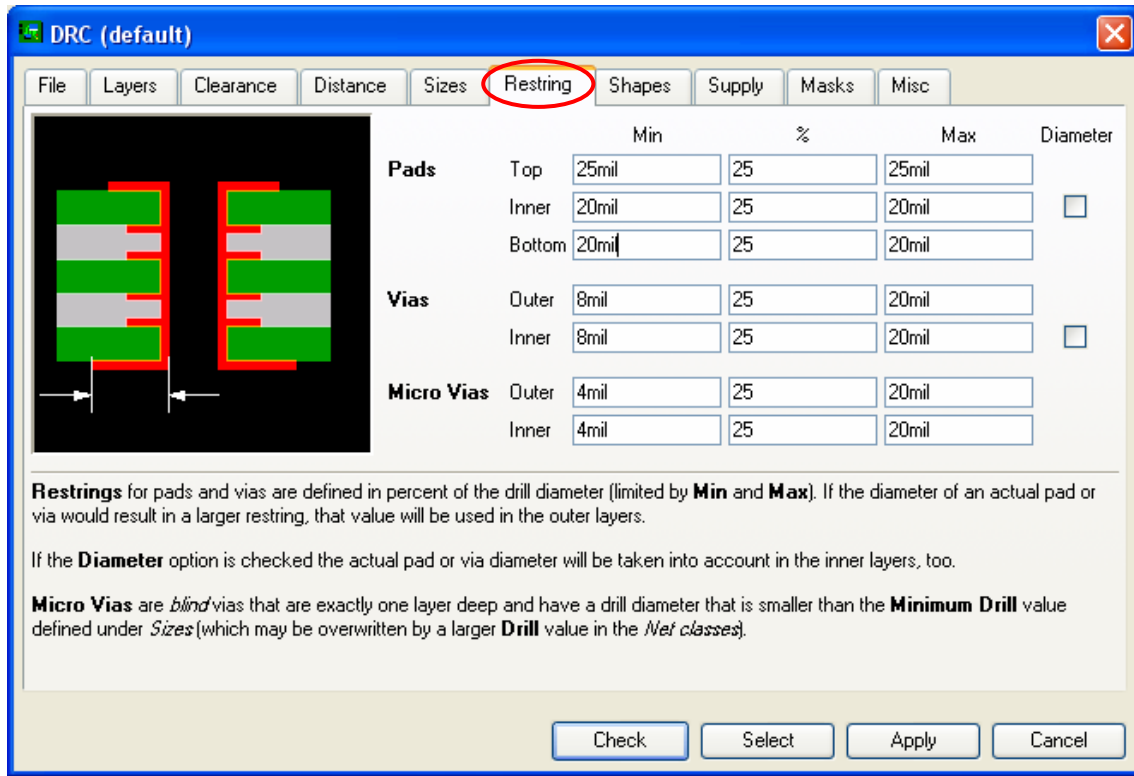 DRC (default)
File Layers Clearance Distance Sizes Restring Shapes Supply Masks Misc
Min % Max Diameter
Pads Top 25mil 25 25mil
Inner 20mil 25 20mil
Bottom 20mil 25 20mil
Vias Outer 8mil 25 20mil
Inner 8mil 25 20mil
Micro Vias Outer 4mil 25 20mil
Inner 4mil 25 20mil
Restrings for pads and vias are defined in percent of the drill diameter (limited by Min and Max). If the diameter of an actual pad or
via would result in a larger restring, that value will be used in the outer layers.
If the Diameter option is checked the actual pad or via diameter will be taken into account in the inner layers, too.
Micro Vias are blind vias that are exactly one layer deep and have a drill diameter that is smaller than the Minimum Drill value
defined under Sizes (which may be overwritten by a larger Drill value in the Net classes).
Check Select Apply Cancel